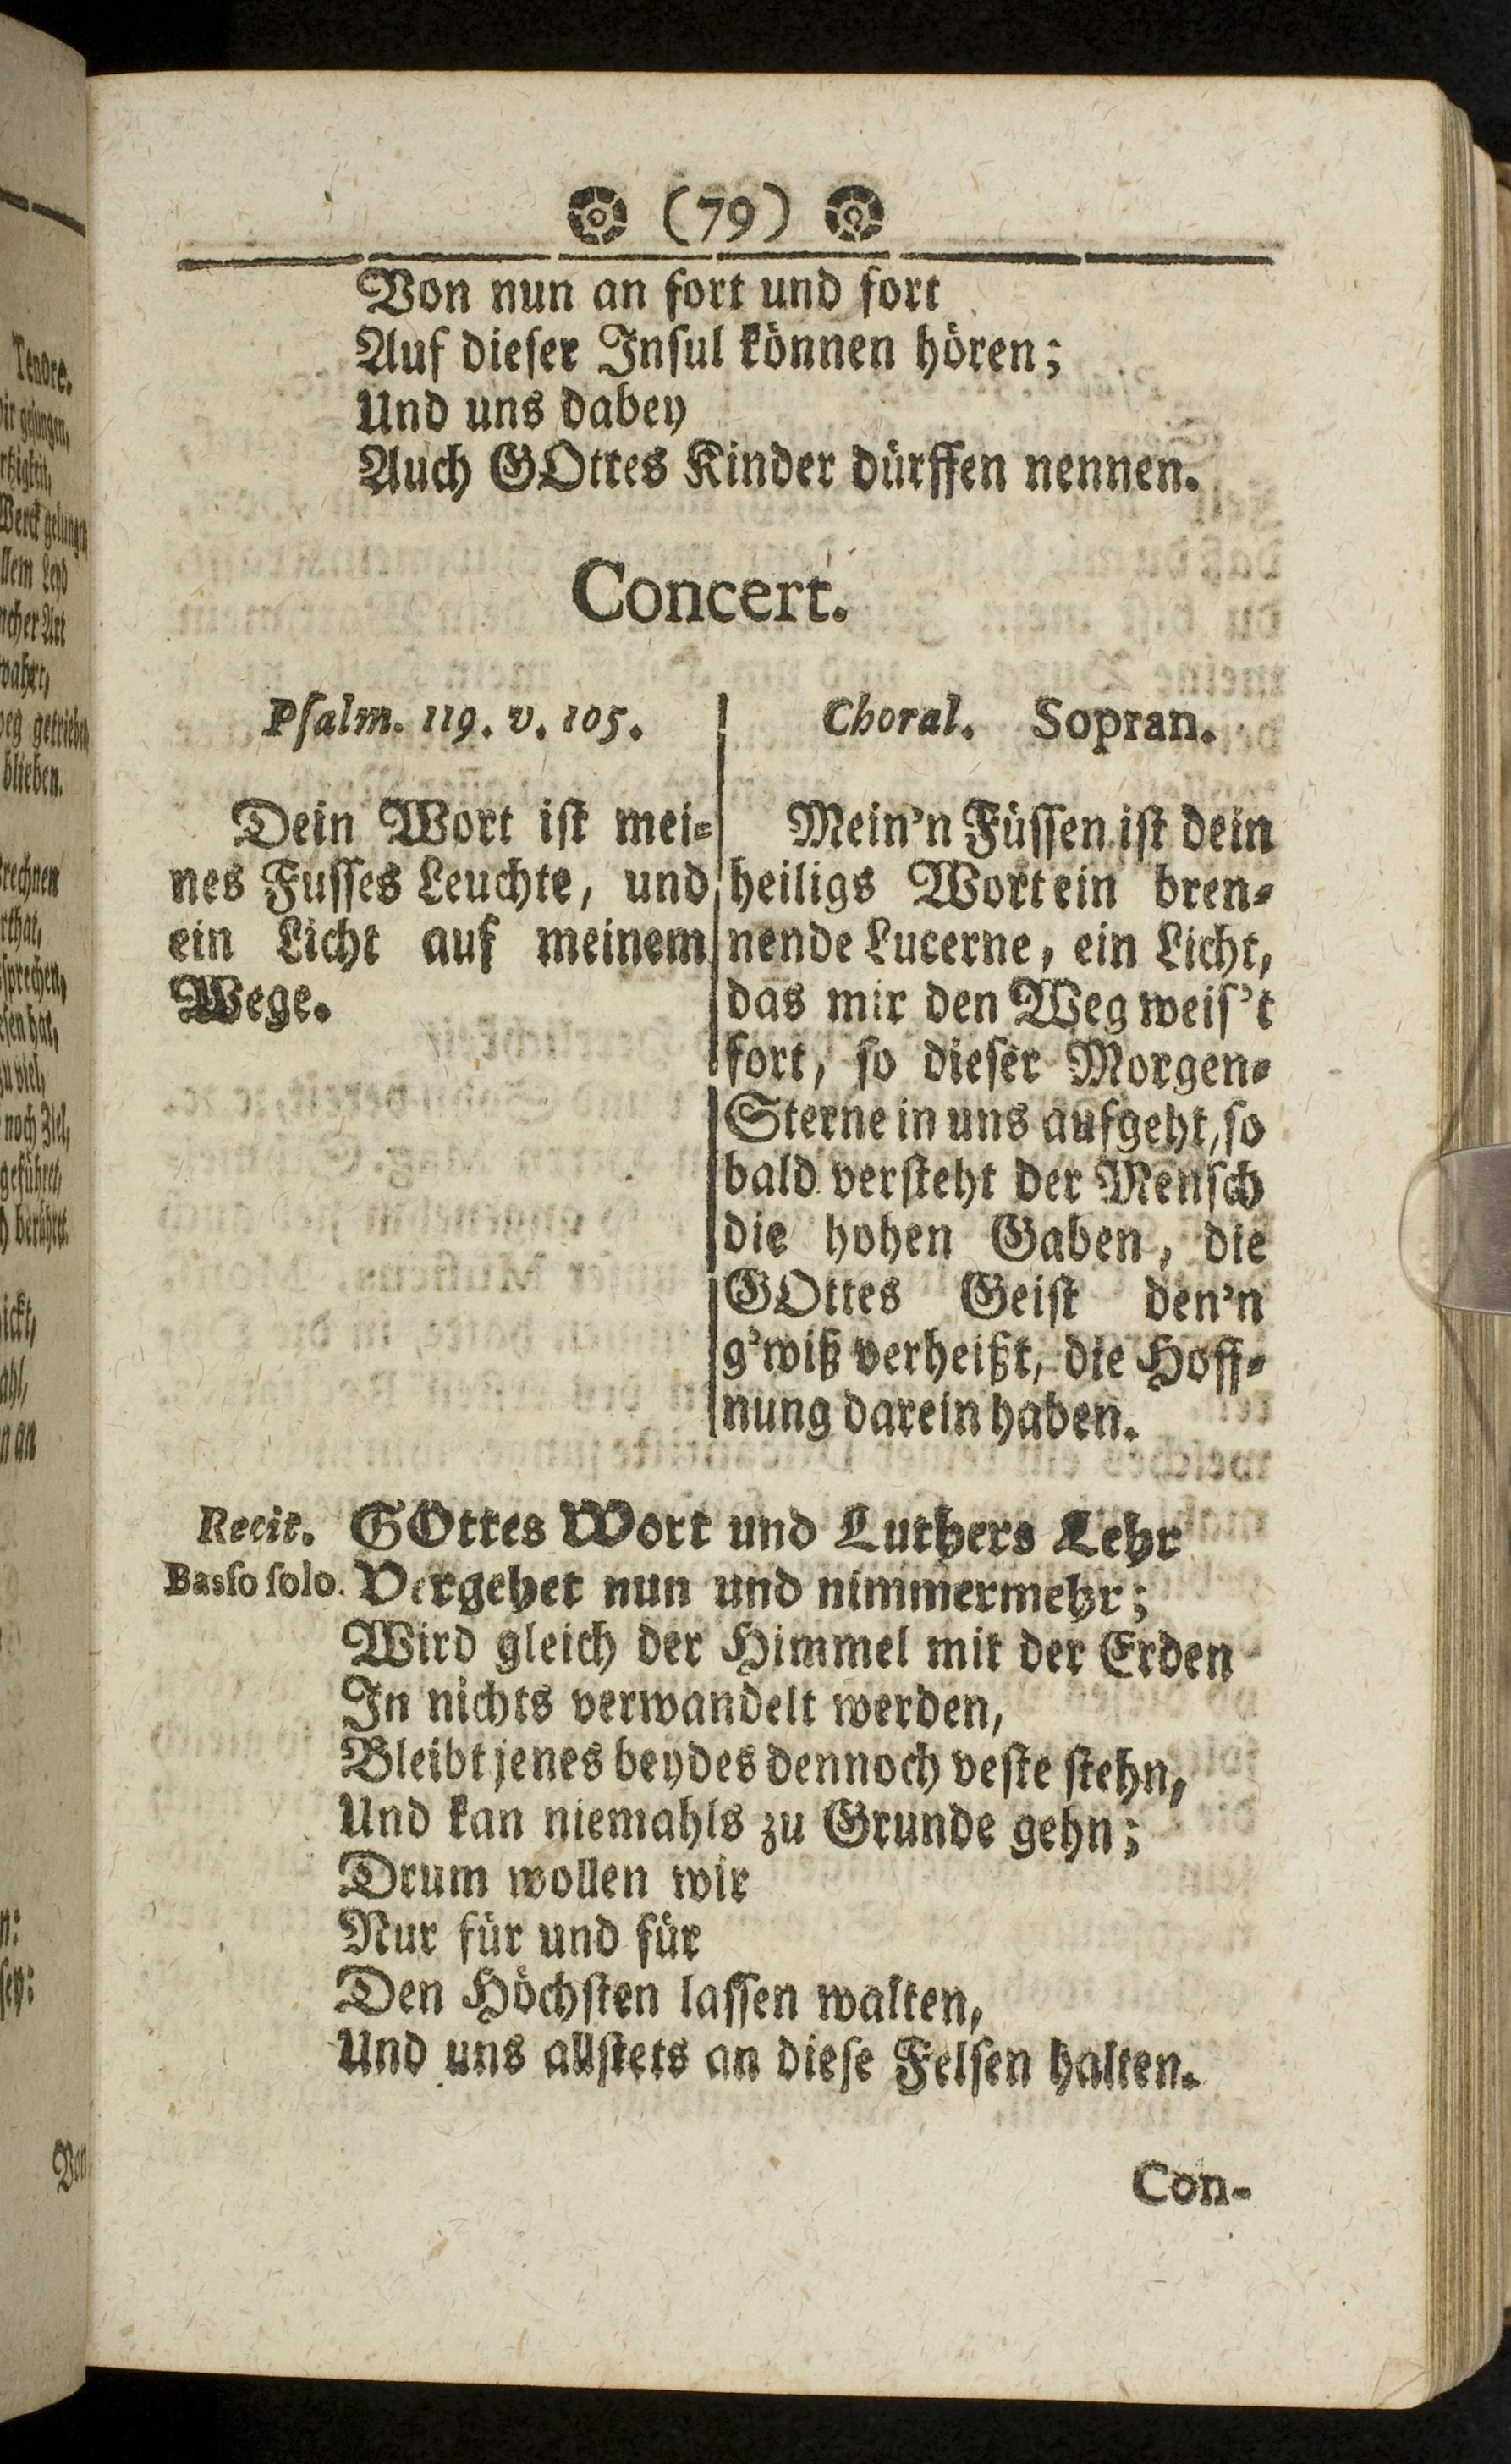 (79)
Von nun an fort und fort
Auf dieser Insul können hören;
Und uns dabey
Auch GOttes Kinder dürffen nennen.
Concert.
Psalm. 119. v. 105.
Dein Wort ist mei-
nes Fusses Leuchte, und
ein Licht auf meinem
Wege.
Choral. Sopran.
Mein'n Füssen ist dein
heiligs Wort ein bren-
nende Lucerne, ein Licht,
das mir den Weg weis't
fort, so dieser Morgen-
Sterne in uns aufgeht, so
bald versteht der Mensch
die hohen Gaben, die
GOttes Geist den'n
g'wiß verheißt, die Hoff-
nung darein haben.
Recit. GOttes Wort und Luthers Lehr
Basso solo. Vergehet nun und nimmermehr;
Wird gleich der Himmel mit der Erden
In nichts verwandelt werden,
Bleibt jenes beydes dennoch veste stehn,
Und kan niemahls zu Grunde gehn;
Drum wollen wir
Nur für und für
Den Höchsten lassen walten,
Und uns allstets an diese Felsen halten.
Con-